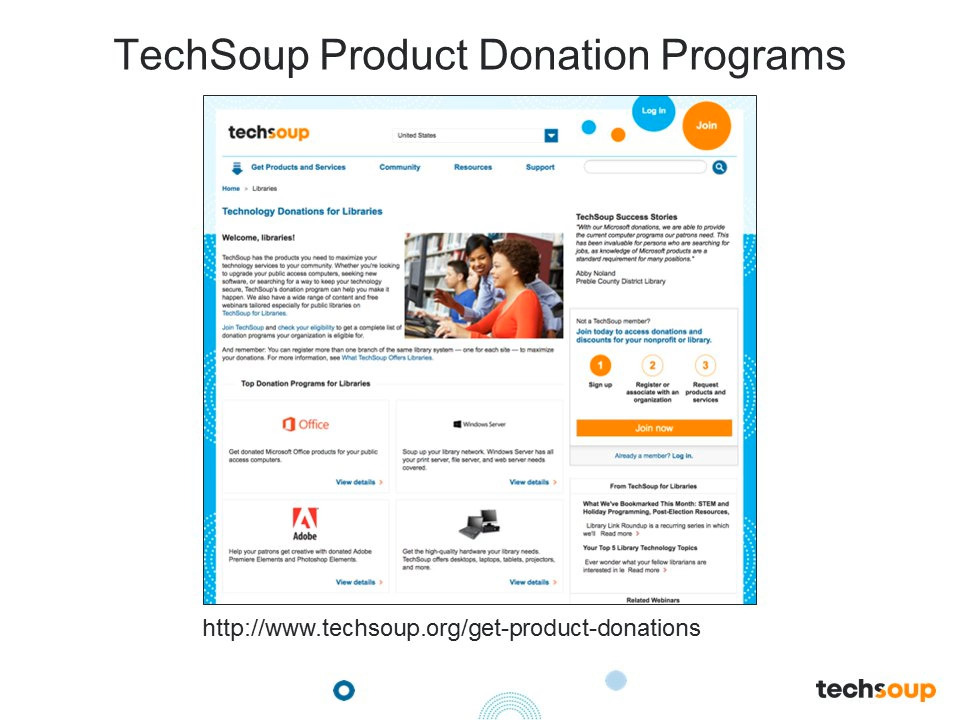 TechSoup Product Donation Programs
techsoup
United States
Log in
Join
Get Products and Services
Community
Resources
Support
Home > Libraries
Technology Donations for Libraries
Welcome, libraries!
TechSoup has the products you need to maximize your
technology services to your community. Whether you're looking
to upgrade your public access computers, seeking new
software, or searching for a way to keep your technology
secure, TechSoup's donation program can help you make it
happen. We also have a wide range of content and free
webinars tailored especially for public libraries on
TechSoup for Libraries.
Join TechSoup and check your eligibility to get a complete list of
donation programs your organization is eligible for.
And remember: You can register more than one branch of the same library system — one for each site — to maximize
your donations. For more information, see What TechSoup Offers Libraries.
Top Donation Programs for Libraries
Office
Get donated Microsoft Office products for your public
access computers.
View details >
Windows Server
Soup up your library network. Windows Server has all
your print server, file server, and web server needs
covered.
View details >
Adobe
Help your patrons get creative with donated Adobe
Premiere Elements and Photoshop Elements.
View details >
Get the high-quality hardware your library needs.
TechSoup offers desktops, laptops, tablets, projectors,
and more.
View details >
TechSoup Success Stories
"With our Microsoft donations, we are able to provide
the current computer programs our patrons need. This
has been invaluable for persons who are searching for
jobs, as knowledge of Microsoft products are a
standard requirement for many positions."
Abby Noland
Preble County District Library
Not a TechSoup member?
Join today to access donations and
discounts for your nonprofit or library.
1
2
3
Sign up
Register or
associate with an
organization
Request
products and
services
Join now
Already a member? Log in.
From TechSoup for Libraries
What We've Bookmarked This Month: STEM and
Holiday Programming, Post-Election Resources,
Library Link Roundup is a recurring series in which
we'll Read more >
Your Top 5 Library Technology Topics
Ever wonder what your fellow librarians are
interested in le Read more >
Related Webinars
http://www.techsoup.org/get-product-donations
techsoup